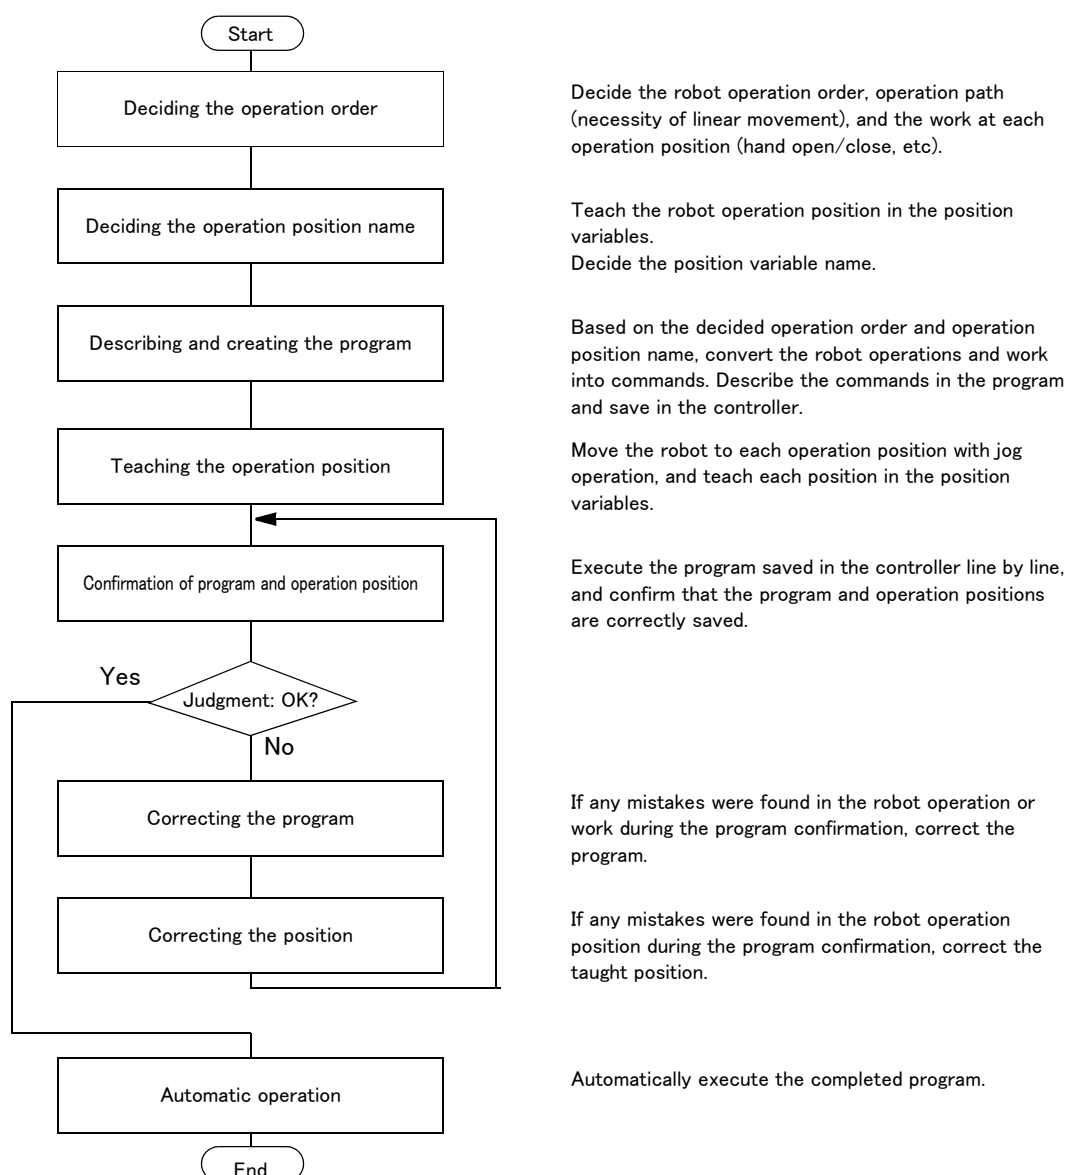 Start
Deciding the operation order
Decide the robot operation order, operation path
(necessity of linear movement), and the work at each
operation position (hand open/close, etc).
Deciding the operation position name
Teach the robot operation position in the position
variables.
Decide the position variable name.
Describing and creating the program
Based on the decided operation order and operation
position name, convert the robot operations and work
into commands. Describe the commands in the program
and save in the controller.
Teaching the operation position
Move the robot to each operation position with jog
operation, and teach each position in the position
variables.
Confirmation of program and operation position
Execute the program saved in the controller line by line,
and confirm that the program and operation positions
are correctly saved.
Yes
Judgment: OK?
No
Correcting the program
If any mistakes were found in the robot operation or
work during the program confirmation, correct the
program.
Correcting the position
If any mistakes were found in the robot operation
position during the program confirmation, correct the
taught position.
Automatic operation
Automatically execute the completed program.
End